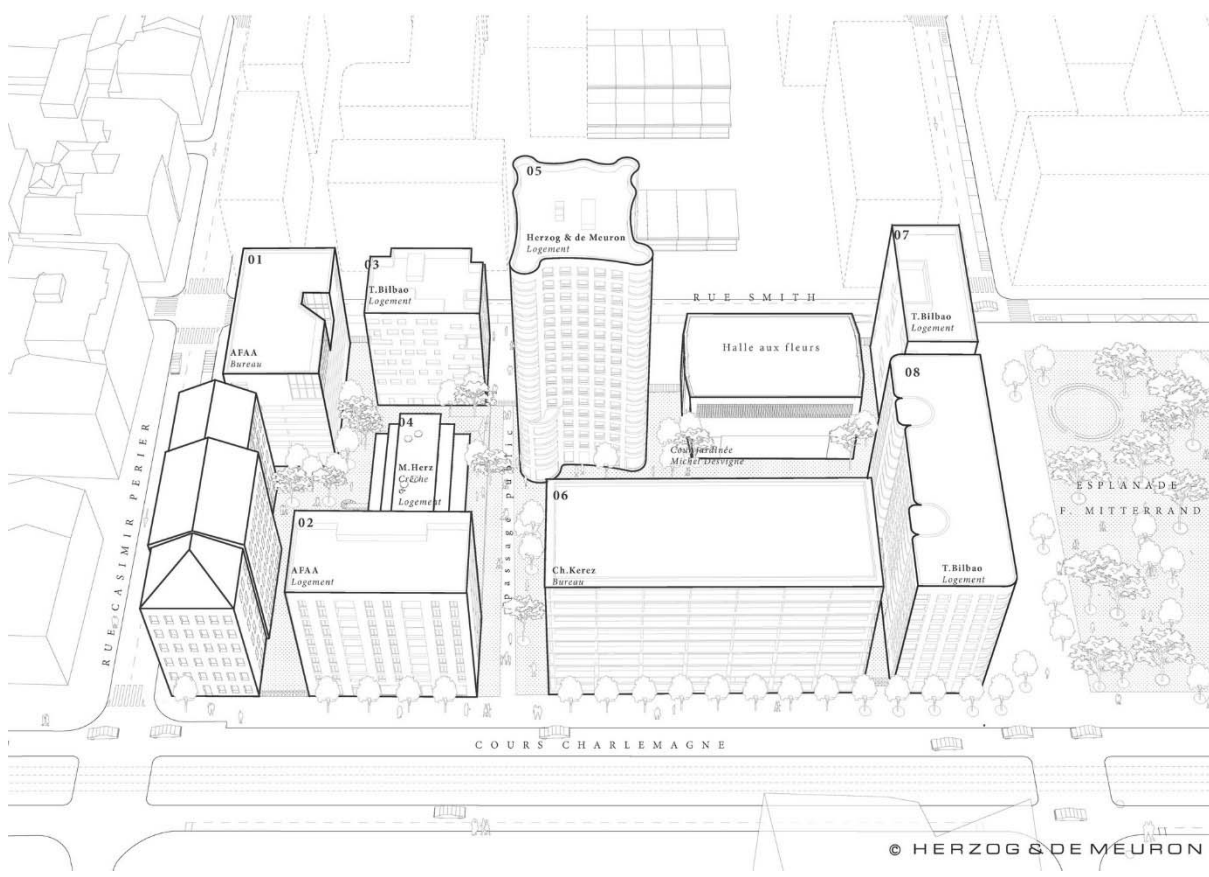 05
Herzog & de Meuron
Logement
01
AFAA
Bureau
03
T.Bilbao
Logement
07
T.Bilbao
Logement
RUE SMITH
Halle aux fleurs
08
T.Bilbao
Logement
04
M.Herz
Crèche
Logement
Cour jardinée
Michel Desvigne
02
AFAA
Logement
Passage public
06
Ch.Kerez
Bureau
RUE CASIMIR PERIER
ESPLANADE
F. MITTERRAND
COURS CHARLEMAGNE
© HERZOG & DE MEURON